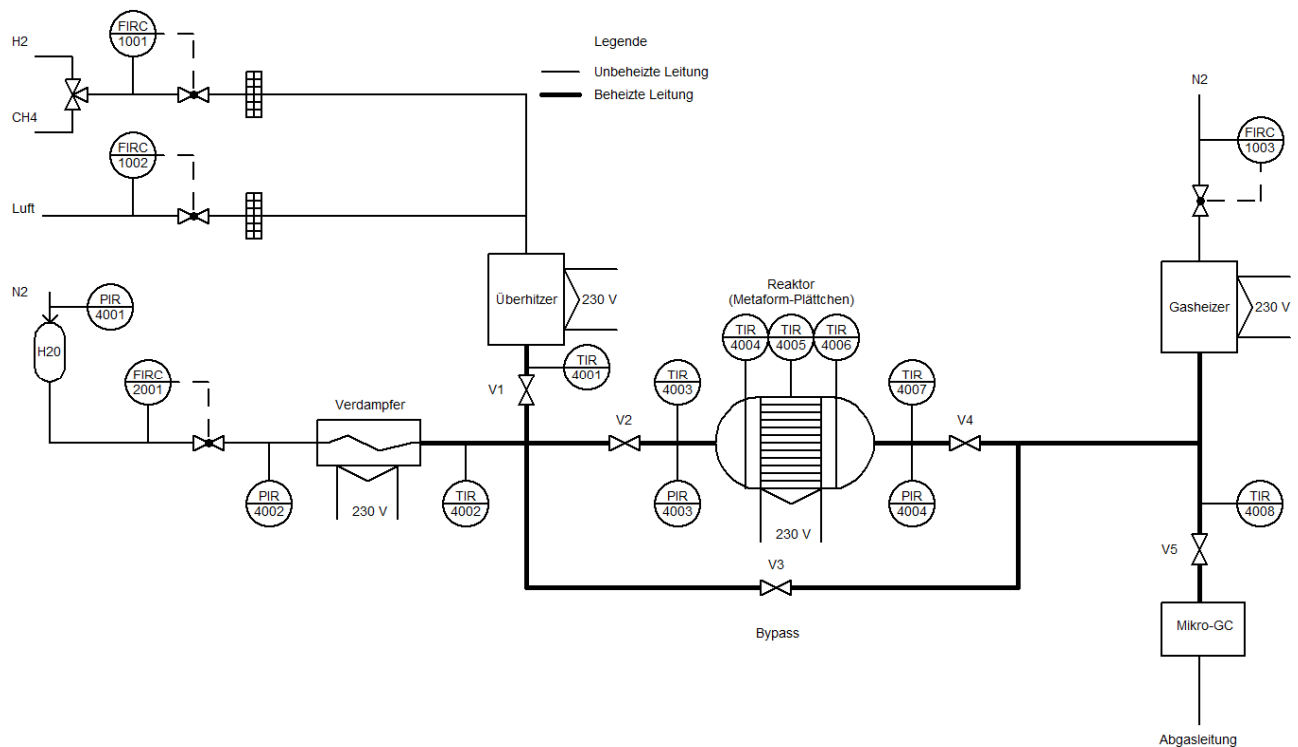 FIRC
1001
H2
CH4
Legende
Unbeheizte Leitung
Beheizte Leitung
N2
FIRC
1003
FIRC
1002
Luft
N2
PIR
4001
H20
Überhitzer
230 V
Reaktor
(Metaform-Plättchen)
Gasheizer
230 V
TIR
4004
TIR
4005
TIR
4006
TIR
4001
V1
FIRC
2001
TIR
4003
TIR
4007
Verdampfer
V2
V4
PIR
4002
TIR
4002
PIR
4003
PIR
4004
TIR
4008
230 V
230 V
V3
V5
Bypass
Mikro-GC
Abgasleitung